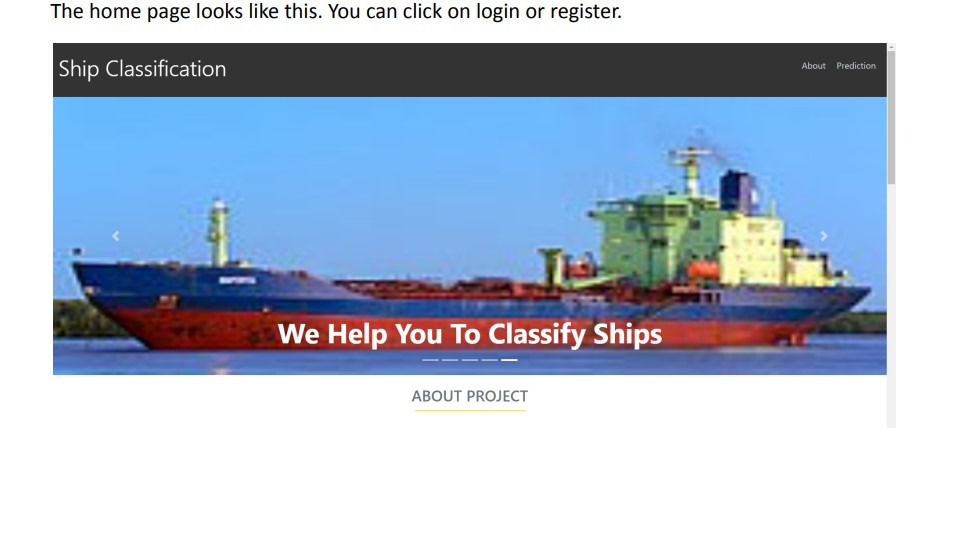 The home page looks like this. You can click on login or register.
Ship Classification
About Prediction
We Help You To Classify Ships
ABOUT PROJECT